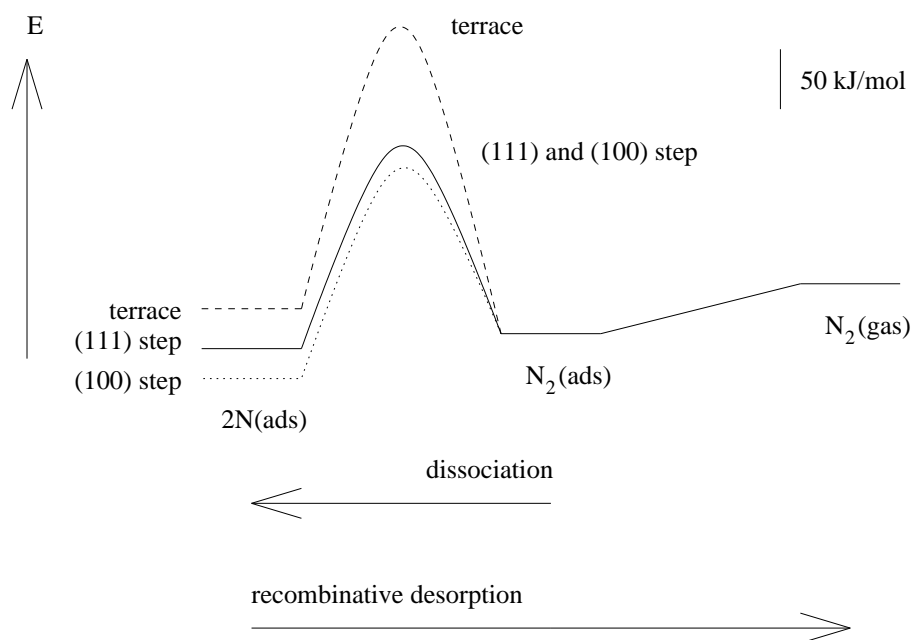 E
terrace
50 kJ/mol
(111) and (100) step
terrace
(111) step
(100) step
N2(gas)
N2(ads)
2N(ads)
dissociation
recombinative desorption